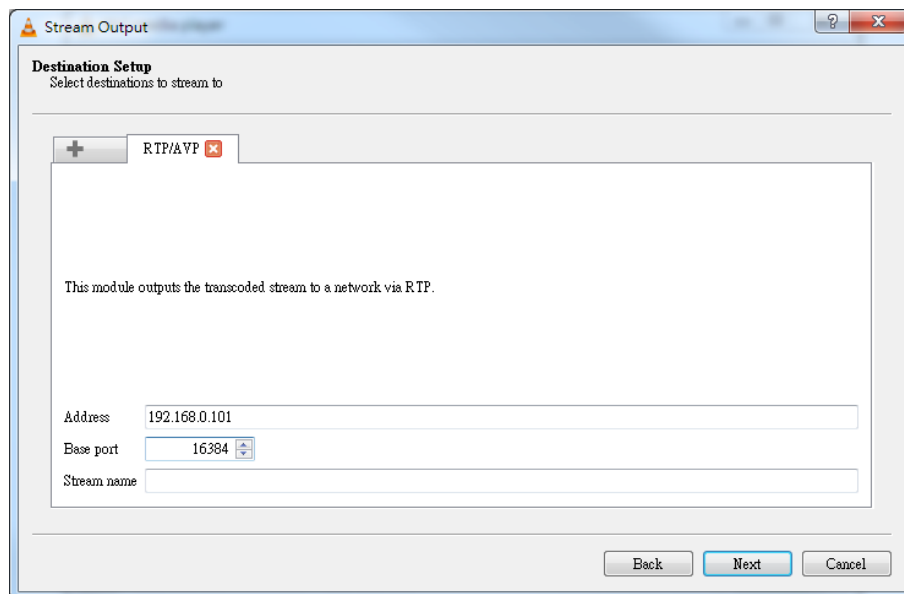 Stream Output
Destination Setup
Select destinations to stream to
RTP/AVP
This module outputs the transcoded stream to a network via RTP.
Address 192.168.0.101
Base port 16384
Stream name
Back Next Cancel